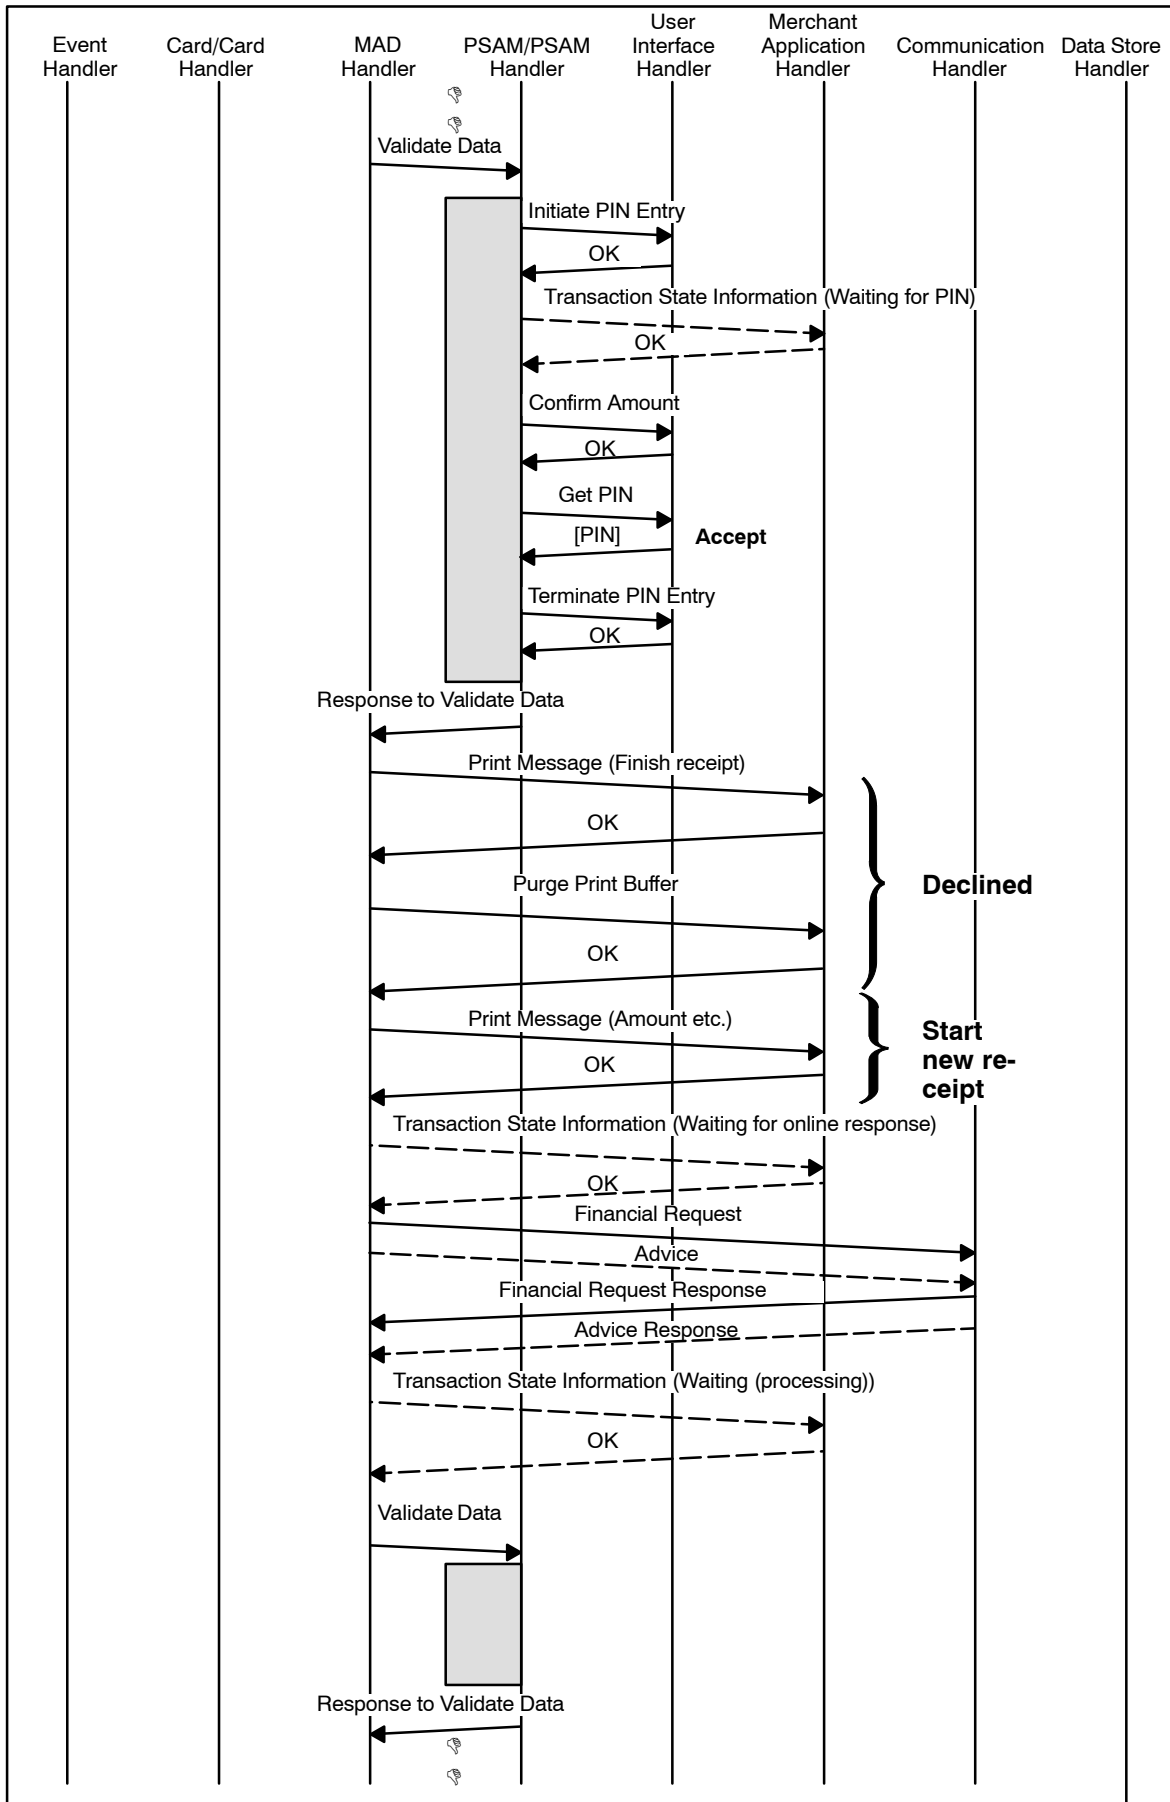 Event
Handler
Card/Card
Handler
MAD
Handler
PSAM/PSAM
Handler
User
Interface
Handler
Merchant
Application
Handler
Communication
Handler
Data Store
Handler
Validate Data
Initiate PIN Entry
OK
Transaction State Information (Waiting for PIN)
OK
Confirm Amount
OK
Get PIN
[PIN]
Accept
Terminate PIN Entry
OK
Response to Validate Data
Print Message (Finish receipt)
OK
Purge Print Buffer
Declined
OK
Print Message (Amount etc.)
OK
Start
new re-
ceipt
Transaction State Information (Waiting for online response)
OK
Financial Request
Advice
Financial Request Response
Advice Response
Transaction State Information (Waiting (processing))
OK
Validate Data
Response to Validate Data